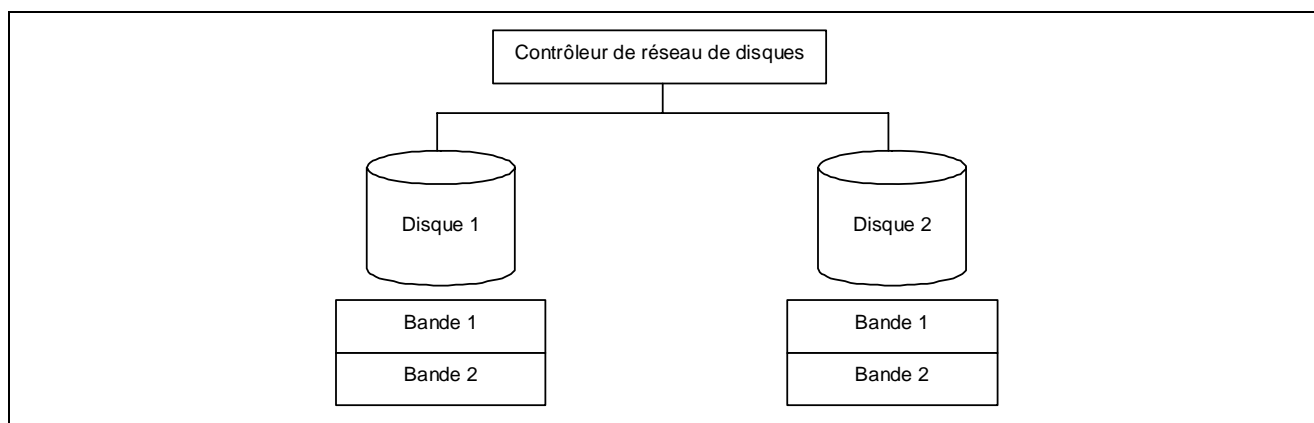 Contrôleur de réseau de disques
Disque 1
Disque 2
Bande 1
Bande 1
Bande 2
Bande 2